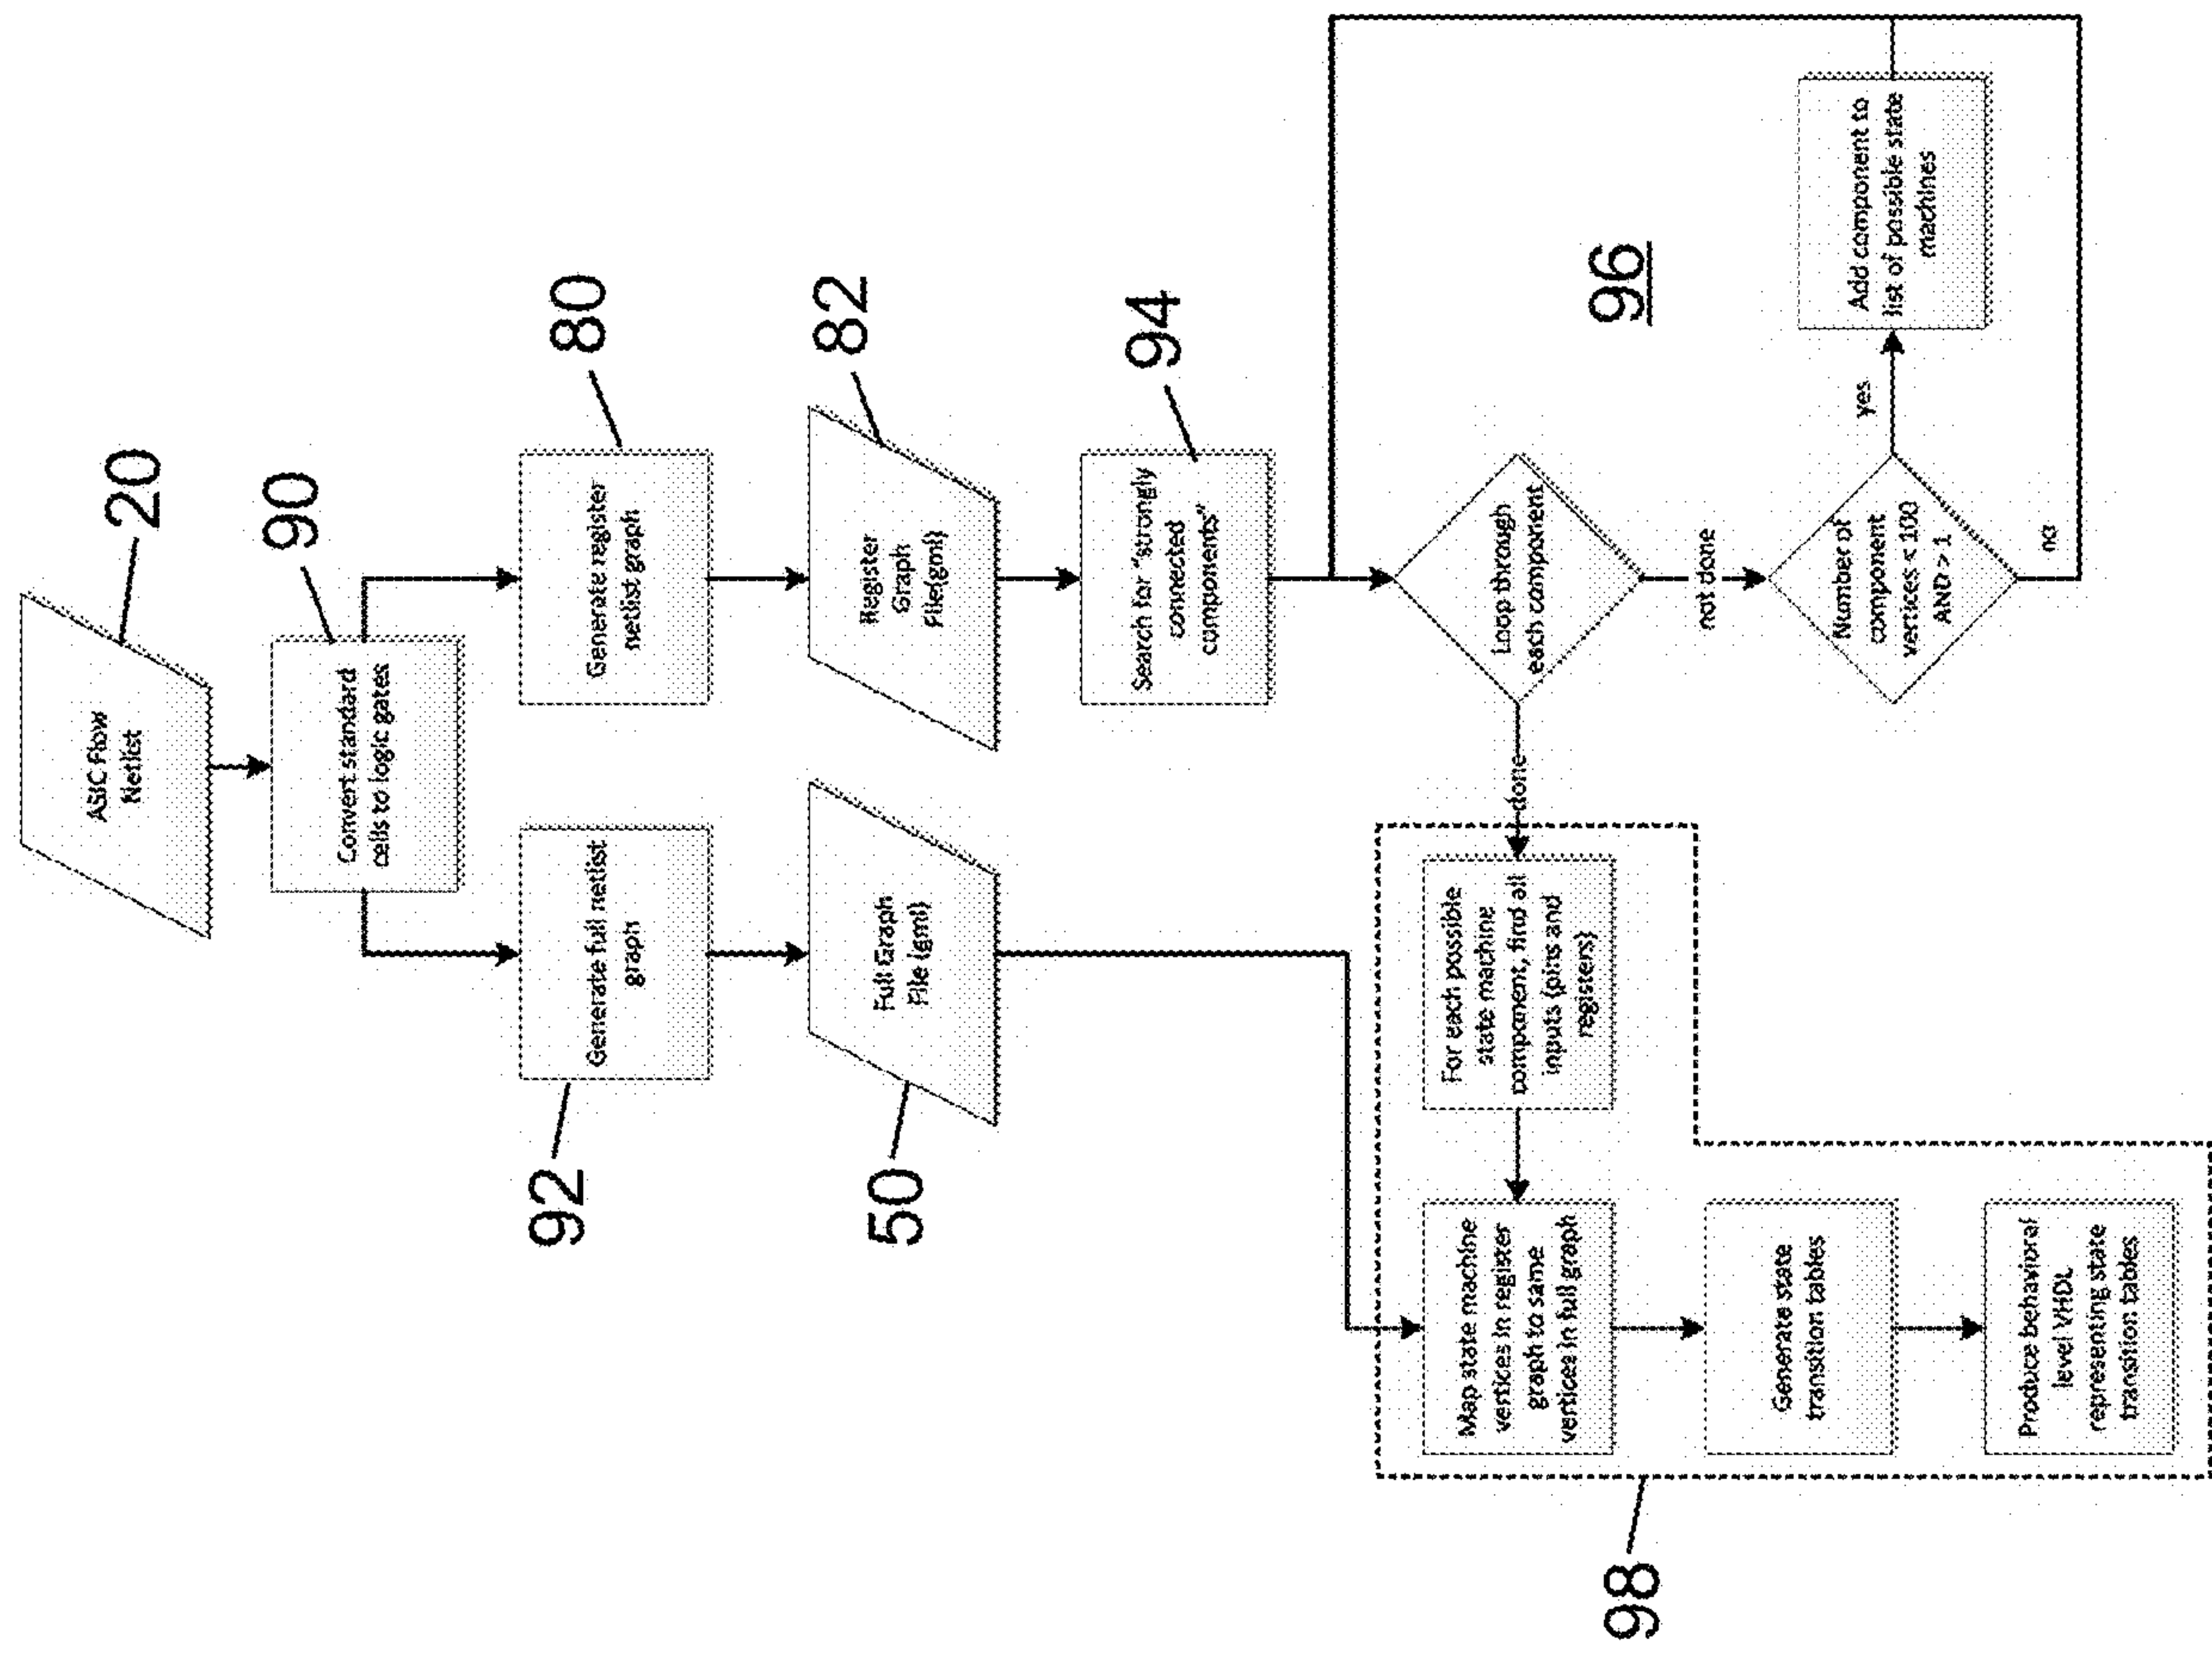 ASIC Flow
Netlist
20
Convert standard
cells to logic gates
90
Generate full netlist
graph
92
Generate register
netlist graph
80
Full Graph
File (gml)
50
Register
Graph
File(gml)
82
Search for "strongly
connected
components"
94
Loop through
each component
done
not done
96
Number of
component
vertices < 100
AND > 1
yes
no
Add component to
list of possible state
machines
For each possible
state machine
component, find all
inputs (pins and
registers)
Map state machine
vertices in register
graph to same
vertices in full graph
Generate state
transition tables
Produce behavioral
level VHDL
representing state
transition tables
98